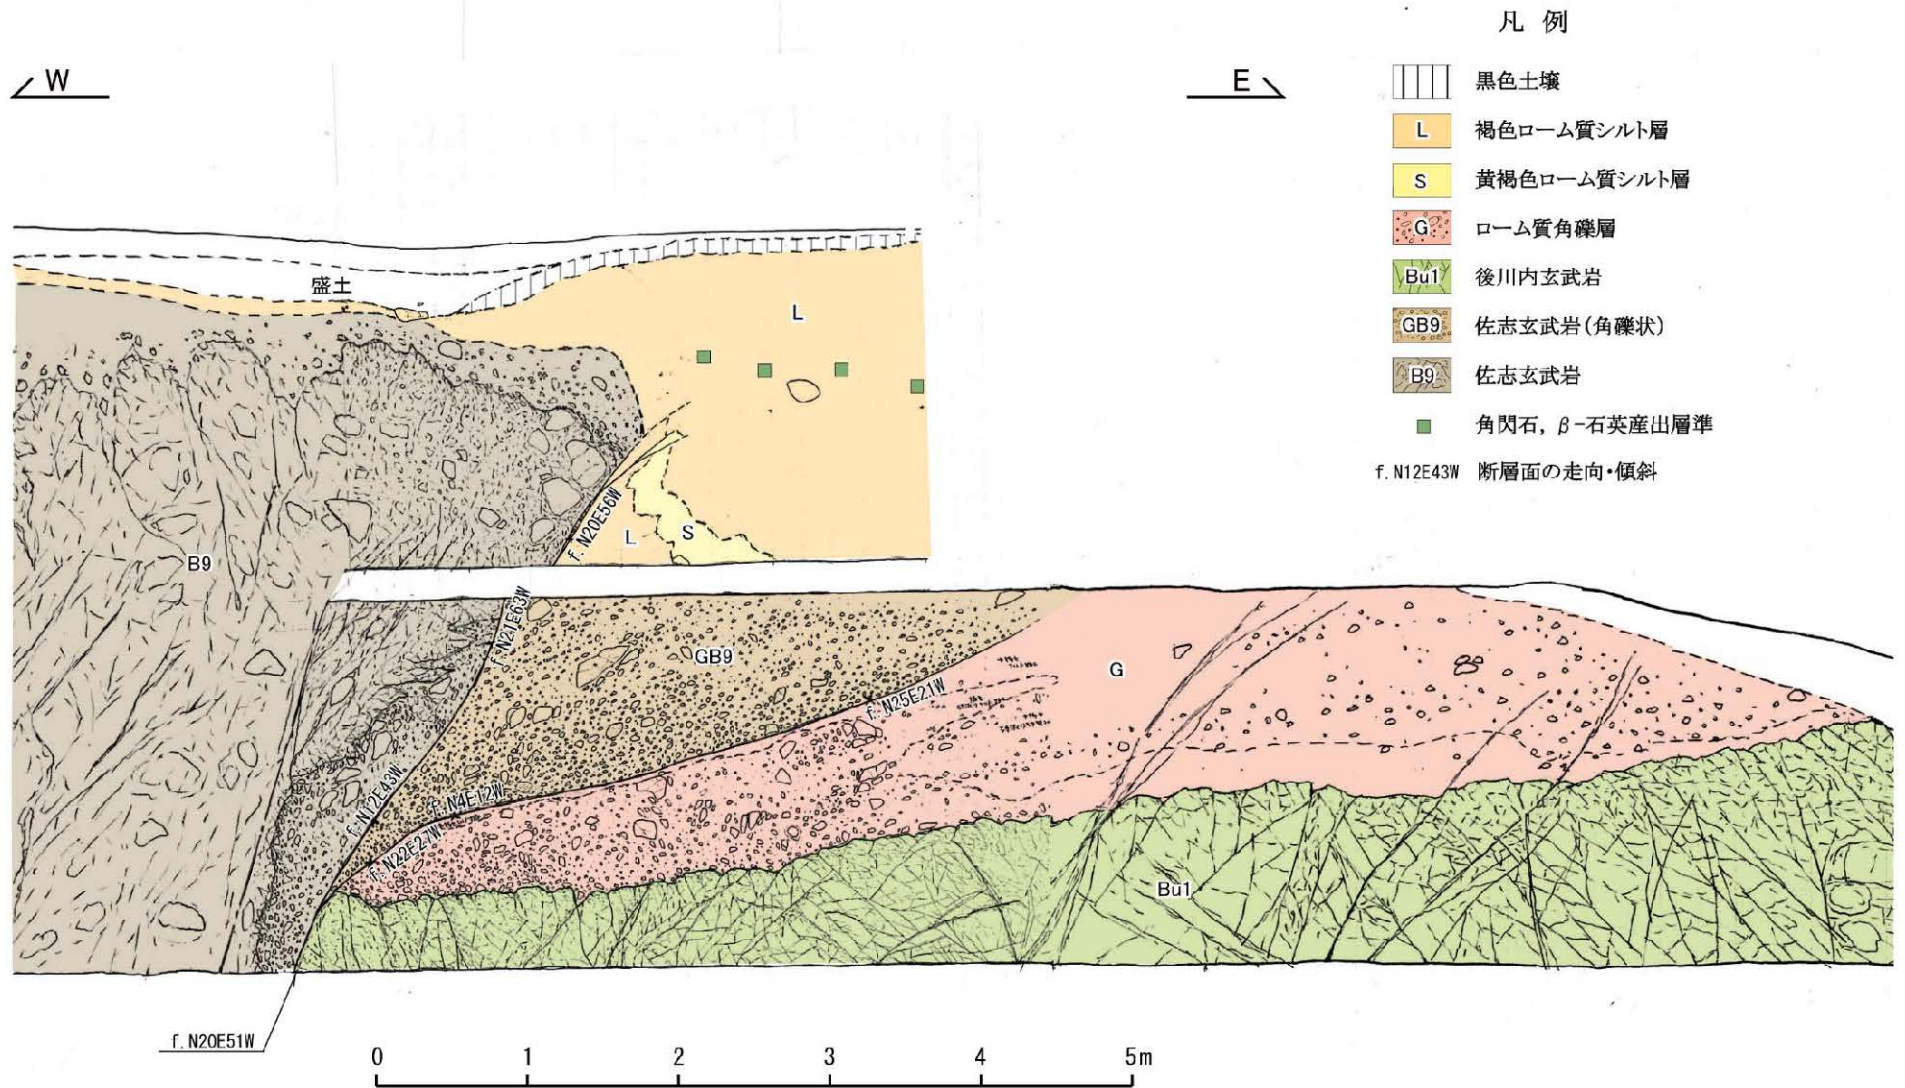 凡 例
W
E
黒色土壌
L 褐色ローム質シルト層
S 黄褐色ローム質シルト層
G ローム質角礫層
Bu1 後川内玄武岩
GB9 佐志玄武岩(角礫状)
B9 佐志玄武岩
角閃石, β-石英産出層準
f. N12E43W 断層面の走向・傾斜
盛土
L
f. N20E56W
L
S
B9
f. N21E63W
GB9
G
f. N25E21W
f. N12E43W
f. N4E12W
f. N22E27W
Bu1
f. N20E51W
0 1 2 3 4 5m